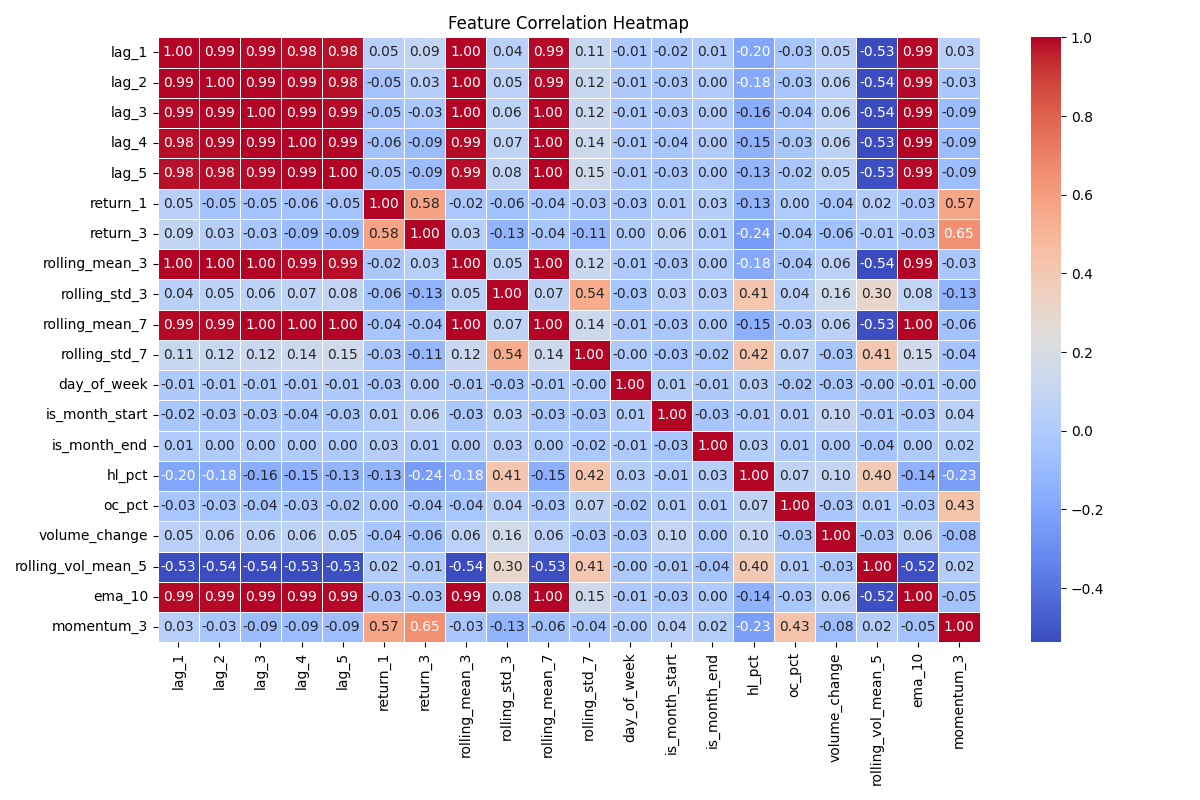 Feature Correlation Heatmap
lag_1 1.00 0.99 0.99 0.98 0.98 0.05 0.09 1.00 0.04 0.99 0.11 -0.01 -0.02 0.01 -0.20 -0.03 0.05 -0.53 0.99 0.03
lag_2 0.99 1.00 0.99 0.99 0.98 -0.05 0.03 1.00 0.05 0.99 0.12 -0.01 -0.03 0.00 -0.18 -0.03 0.06 -0.54 0.99 -0.03
lag_3 0.99 0.99 1.00 0.99 0.99 -0.05 -0.03 1.00 0.06 1.00 0.12 -0.01 -0.03 0.00 -0.16 -0.04 0.06 -0.54 0.99 -0.09
lag_4 0.98 0.99 0.99 1.00 0.99 -0.06 -0.09 0.99 0.07 1.00 0.14 -0.01 -0.04 0.00 -0.15 -0.03 0.06 -0.53 0.99 -0.09
lag_5 0.98 0.98 0.99 0.99 1.00 -0.05 -0.09 0.99 0.08 1.00 0.15 -0.01 -0.03 0.00 -0.13 -0.02 0.05 -0.53 0.99 -0.09
return_1 0.05 -0.05 -0.05 -0.06 -0.05 1.00 0.58 -0.02 -0.06 -0.04 -0.03 -0.03 0.01 0.03 -0.13 0.00 -0.04 0.02 -0.03 0.57
return_3 0.09 0.03 -0.03 -0.09 -0.09 0.58 1.00 0.03 -0.13 -0.04 -0.11 0.00 0.06 0.01 -0.24 -0.04 -0.06 -0.01 -0.03 0.65
rolling_mean_3 1.00 1.00 1.00 0.99 0.99 -0.02 0.03 1.00 0.05 1.00 0.12 -0.01 -0.03 0.00 -0.18 -0.04 0.06 -0.54 0.99 -0.03
rolling_std_3 0.04 0.05 0.06 0.07 0.08 -0.06 -0.13 0.05 1.00 0.07 0.54 -0.03 0.03 0.03 0.41 0.04 0.16 0.30 0.08 -0.13
rolling_mean_7 0.99 0.99 1.00 1.00 1.00 -0.04 -0.04 1.00 0.07 1.00 0.14 -0.01 -0.03 0.00 -0.15 -0.03 0.06 -0.53 1.00 -0.06
rolling_std_7 0.11 0.12 0.12 0.14 0.15 -0.03 -0.11 0.12 0.54 0.14 1.00 -0.00 -0.03 -0.02 0.42 0.07 -0.03 0.41 0.15 -0.04
day_of_week -0.01 -0.01 -0.01 -0.01 -0.01 -0.03 0.00 -0.01 -0.03 -0.01 -0.00 1.00 0.01 -0.01 0.03 -0.02 -0.03 -0.00 -0.01 -0.00
is_month_start -0.02 -0.03 -0.03 -0.04 -0.03 0.01 0.06 -0.03 0.03 -0.03 -0.03 0.01 1.00 -0.03 -0.01 0.01 0.10 -0.01 -0.03 0.04
is_month_end 0.01 0.00 0.00 0.00 0.00 0.03 0.01 0.00 0.03 0.00 -0.02 -0.01 -0.03 1.00 0.03 0.01 0.00 -0.04 0.00 0.02
hl_pct -0.20 -0.18 -0.16 -0.15 -0.13 -0.13 -0.24 -0.18 0.41 -0.15 0.42 0.03 -0.01 0.03 1.00 0.07 0.10 0.40 -0.14 -0.23
oc_pct -0.03 -0.03 -0.04 -0.03 -0.02 0.00 -0.04 -0.04 0.04 -0.03 0.07 -0.02 0.01 0.01 0.07 1.00 -0.03 0.01 -0.03 0.43
volume_change 0.05 0.06 0.06 0.06 0.05 -0.04 -0.06 0.06 0.16 0.06 -0.03 -0.03 0.10 0.00 0.10 -0.03 1.00 -0.03 0.06 -0.08
rolling_vol_mean_5 -0.53 -0.54 -0.54 -0.53 -0.53 0.02 -0.01 -0.54 0.30 -0.53 0.41 -0.00 -0.01 -0.04 0.40 0.01 -0.03 1.00 -0.52 0.02
ema_10 0.99 0.99 0.99 0.99 0.99 -0.03 -0.03 0.99 0.08 1.00 0.15 -0.01 -0.03 0.00 -0.14 -0.03 0.06 -0.52 1.00 -0.05
momentum_3 0.03 -0.03 -0.09 -0.09 -0.09 0.57 0.65 -0.03 -0.13 -0.06 -0.04 -0.00 0.04 0.02 -0.23 0.43 -0.08 0.02 -0.05 1.00
lag_1 lag_2 lag_3 lag_4 lag_5 return_1 return_3 rolling_mean_3 rolling_std_3 rolling_mean_7 rolling_std_7 day_of_week is_month_start is_month_end hl_pct oc_pct volume_change rolling_vol_mean_5 ema_10 momentum_3
1.0
0.8
0.6
0.4
0.2
0.0
−0.2
−0.4